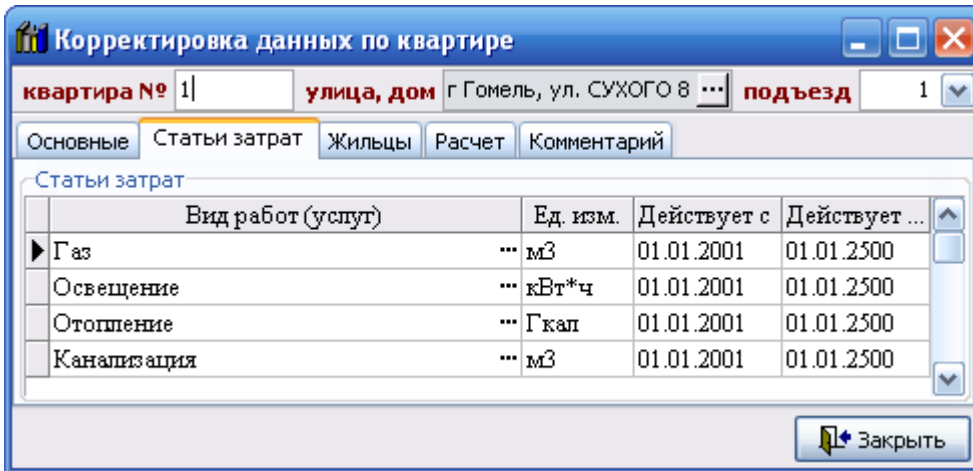 Корректировка данных по квартире
квартира № 1 улица, дом г Гомель, ул. СУХОГО 8 ... подъезд 1
Основные Статьи затрат Жильцы Расчет Комментарий
Статьи затрат
Вид работ (услуг) Ед. изм. Действует с Действует ...
Газ ... м3 01.01.2001 01.01.2500
Освещение ... кВт*ч 01.01.2001 01.01.2500
Отопление ... Гкал 01.01.2001 01.01.2500
Канализация ... м3 01.01.2001 01.01.2500
Закрыть